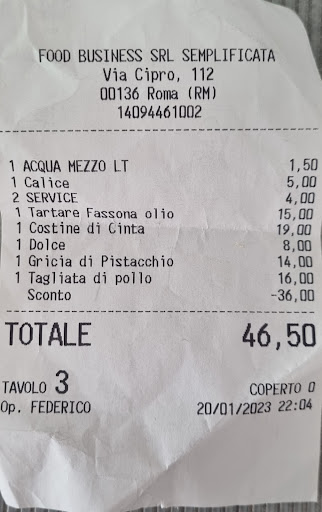 FOOD BUSINESS SRL SEMPLIFICATA
Via Cipro, 112
00136 Roma (RM)
14094461002
1 ACQUA MEZZO LT 1,50
1 Calice 5,00
2 SERVICE 4,00
1 Tartare Fassona olio 15,00
1 Costine di Cinta 19,00
1 Dolce 8,00
1 Gricia di Pistacchio 14,00
1 Tagliata di pollo 16,00
Sconto -36,00
TOTALE 46,50
TAVOLO 3 COPERTO 0
Op. FEDERICO 20/01/2023 22:04